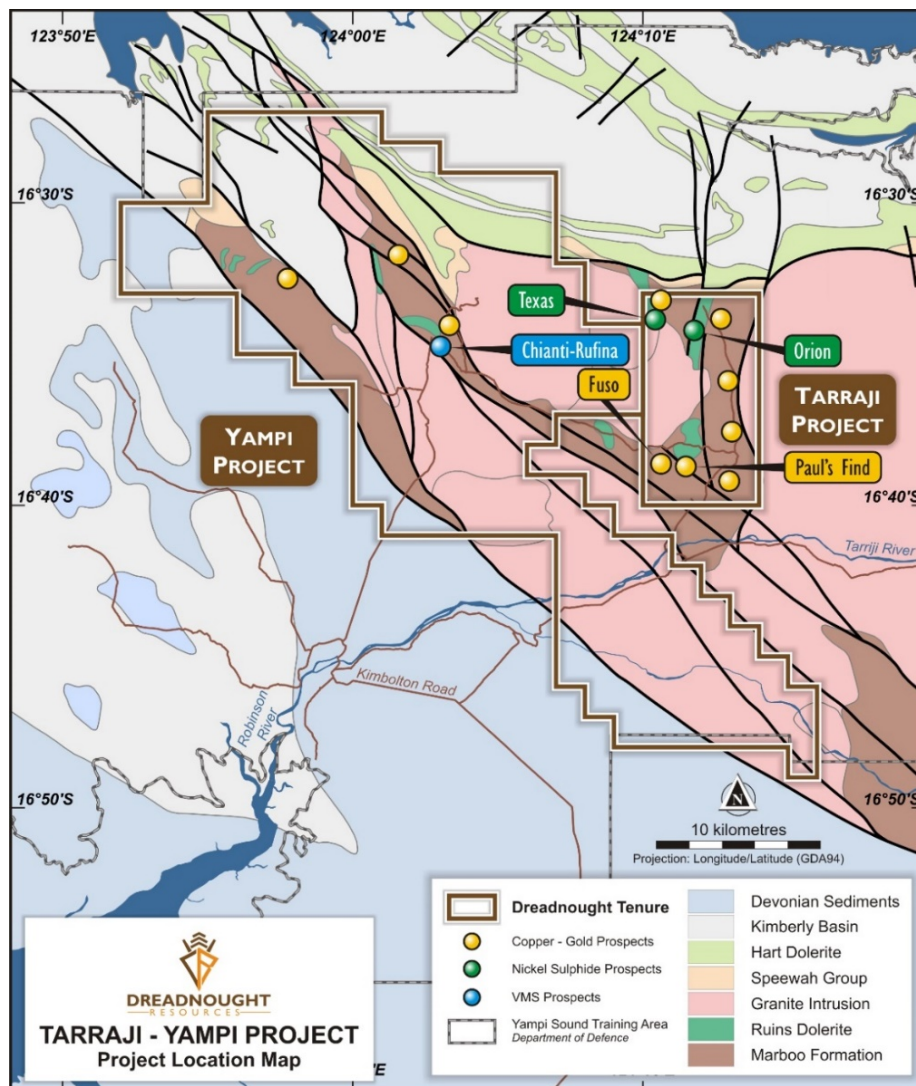 123°50'E
124°00'E
124°10'E
16°30'S
16°30'S
Texas
Chianti-Rufina
Orion
Fuso
TARRAJI
PROJECT
YAMPI
PROJECT
Paul's Find
16°40'S
16°40'S
Tarriji River
Kimbolton Road
Robinson
River
16°50'S
16°50'S
N
10 kilometres
Projection: Longitude/Latitude (GDA94)
DREADNOUGHT
RESOURCES
TARRAJI - YAMPI PROJECT
Project Location Map
Dreadnought Tenure
Copper - Gold Prospects
Nickel Sulphide Prospects
VMS Prospects
Yampi Sound Training Area
Department of Defence
Devonian Sediments
Kimberly Basin
Hart Dolerite
Speewah Group
Granite Intrusion
Ruins Dolerite
Marboo Formation